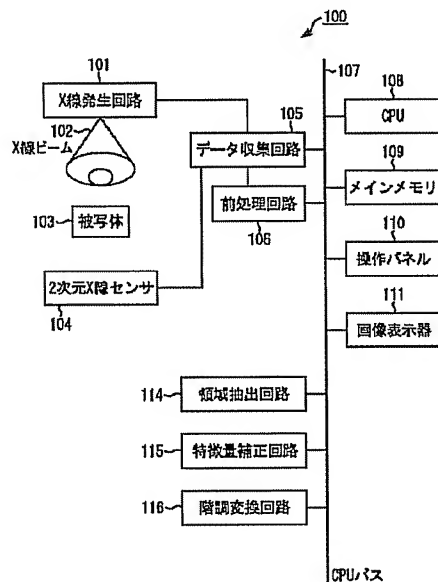 100
101
X線発生回路
102
X線ビーム
103
被写体
2次元X線センサ
104
105
データ収集回路
前処理回路
106
107
108
CPU
109
メインメモリ
110
操作パネル
111
画像表示器
114
領域抽出回路
115
特徴量補正回路
116
階調変換回路
CPUバス